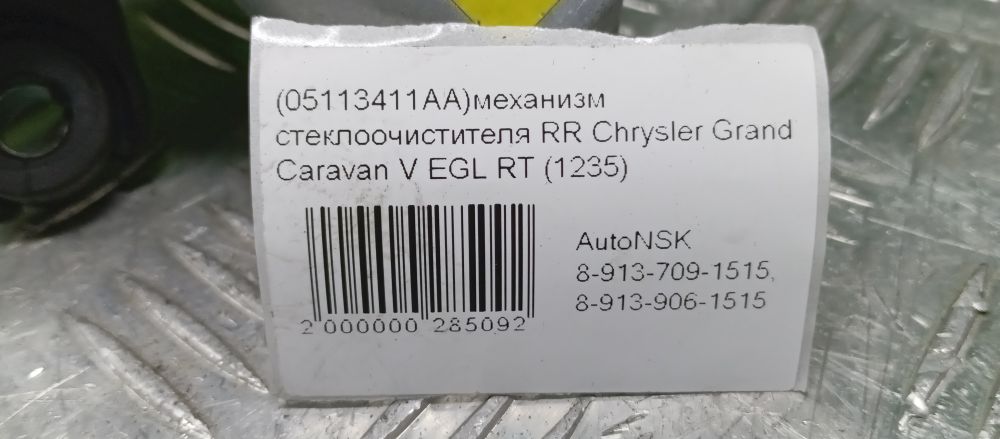 (05113411AA)механизм
стеклоочистителя RR Chrysler Grand
Caravan V EGL RT (1235)
AutoNSK
8-913-709-1515,
8-913-906-1515
2 000000 285092